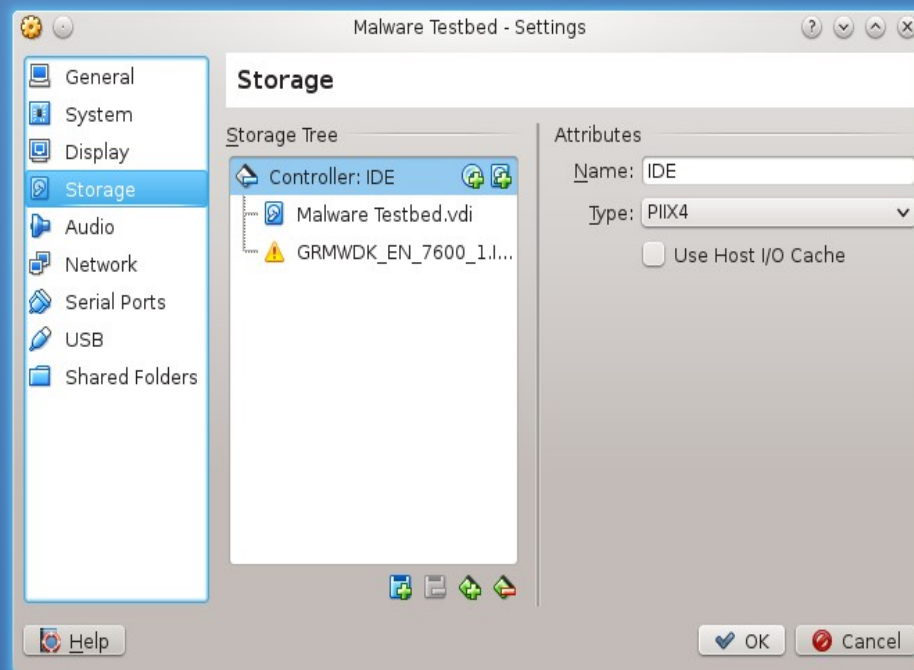 Malware Testbed - Settings
General
System
Display
Storage
Audio
Network
Serial Ports
USB
Shared Folders
Storage
Storage Tree
Controller: IDE
Malware Testbed.vdi
GRMWDK_EN_7600_1.I...
Attributes
Name: IDE
Type: PIIX4
Use Host I/O Cache
Help
OK
Cancel